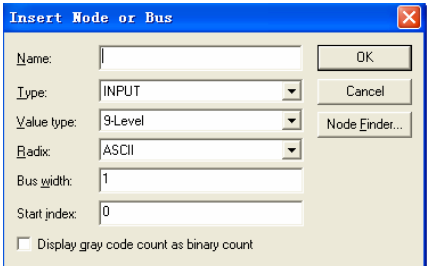 Insert Node or Bus
Name:
OK
Type: INPUT
Cancel
Value type: 9-Level
Node Finder...
Radix: ASCII
Bus width: 1
Start index: 0
Display gray code count as binary count